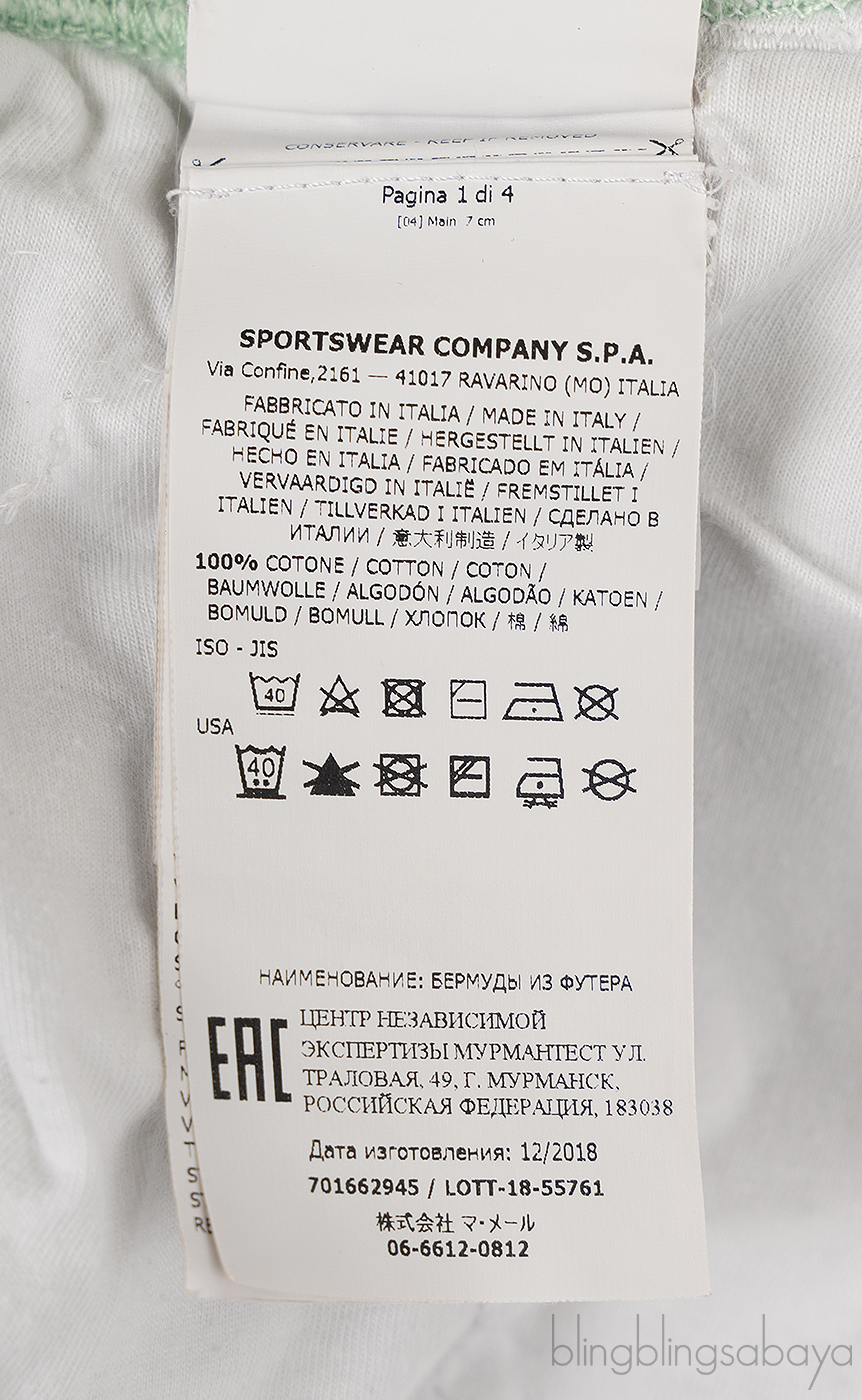 CONSERVARE - KEEP IF REMOVED
Pagina 1 di 4
[04] Main 7 cm
SPORTSWEAR COMPANY S.P.A.
Via Confine,2161 — 41017 RAVARINO (MO) ITALIA
FABBRICATO IN ITALIA / MADE IN ITALY /
FABRIQUÉ EN ITALIE / HERGESTELLT IN ITALIEN /
HECHO EN ITALIA / FABRICADO EM ITÁLIA /
VERVAARDIGD IN ITALIË / FREMSTILLET I
ITALIEN / TILLVERKAD I ITALIEN / СДЕЛАНО В
ИТАЛИИ / 意大利制造 / イタリア製
100% COTONE / COTTON / COTON /
BAUMWOLLE / ALGODÓN / ALGODÃO / KATOEN /
BOMULD / BOMULL / ХЛОПОК / 棉 / 綿
ISO - JIS
40
USA
40
НАИМЕНОВАНИЕ: БЕРМУДЫ ИЗ ФУТЕРА
EAC
ЦЕНТР НЕЗАВИСИМОЙ
ЭКСПЕРТИЗЫ МУРМАНТЕСТ УЛ.
ТРАЛОВАЯ, 49, Г. МУРМАНСК,
РОССИЙСКАЯ ФЕДЕРАЦИЯ, 183038
Дата изготовления: 12/2018
701662945 / LOTT-18-55761
株式会社 マ・メール
06-6612-0812
blingblingsabaya